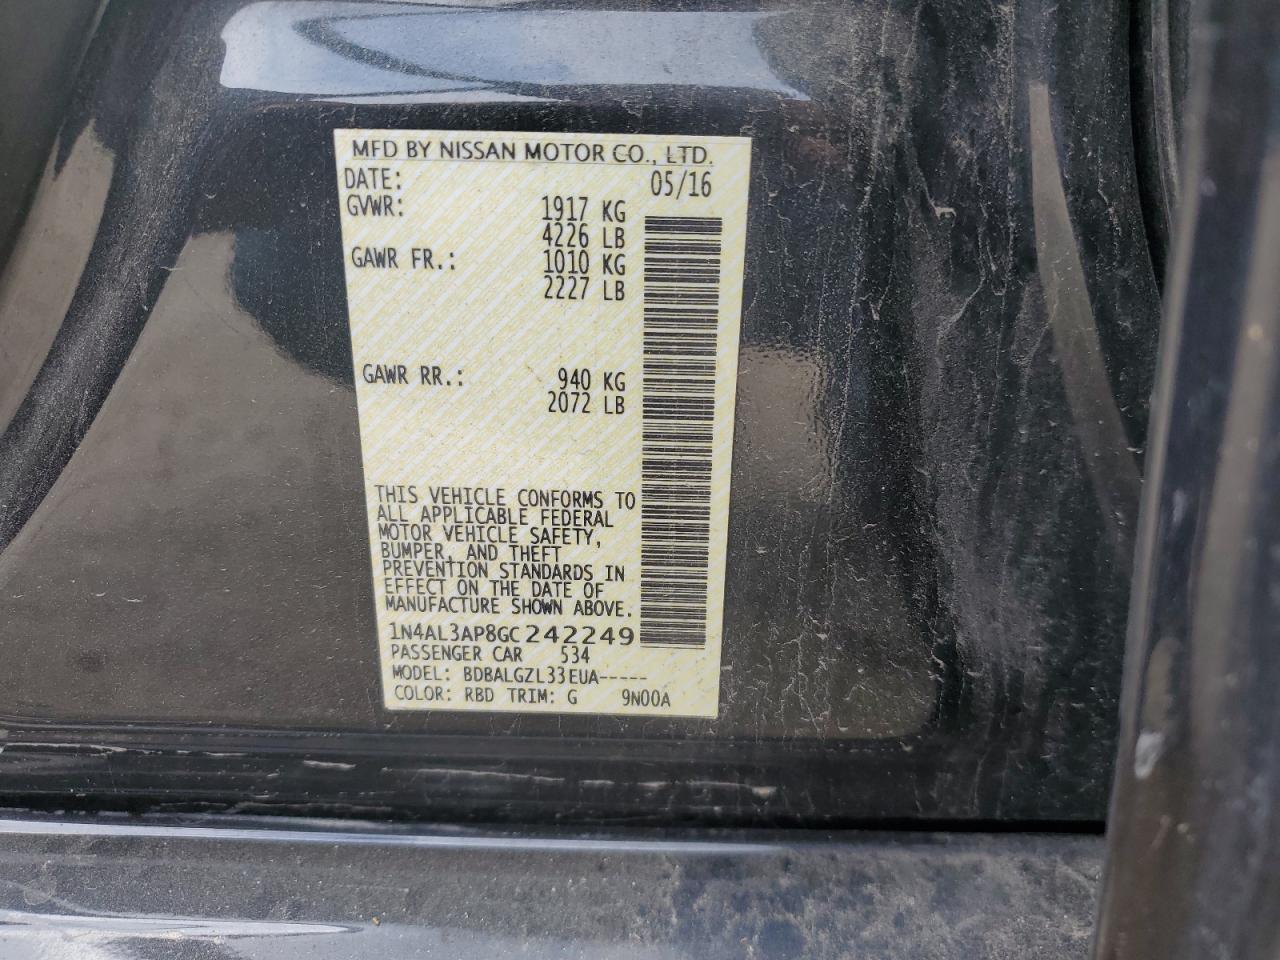 MFD BY NISSAN MOTOR CO., LTD.
DATE: 05/16
GVWR: 1917 KG
4226 LB
GAWR FR.: 1010 KG
2227 LB
GAWR RR.: 940 KG
2072 LB
THIS VEHICLE CONFORMS TO
ALL APPLICABLE FEDERAL
MOTOR VEHICLE SAFETY,
BUMPER, AND THEFT
PREVENTION STANDARDS IN
EFFECT ON THE DATE OF
MANUFACTURE SHOWN ABOVE.
1N4AL3AP8GC242249
PASSENGER CAR 534
MODEL: BDBALGZL33EUA-----
COLOR: RBD TRIM: G 9N00A